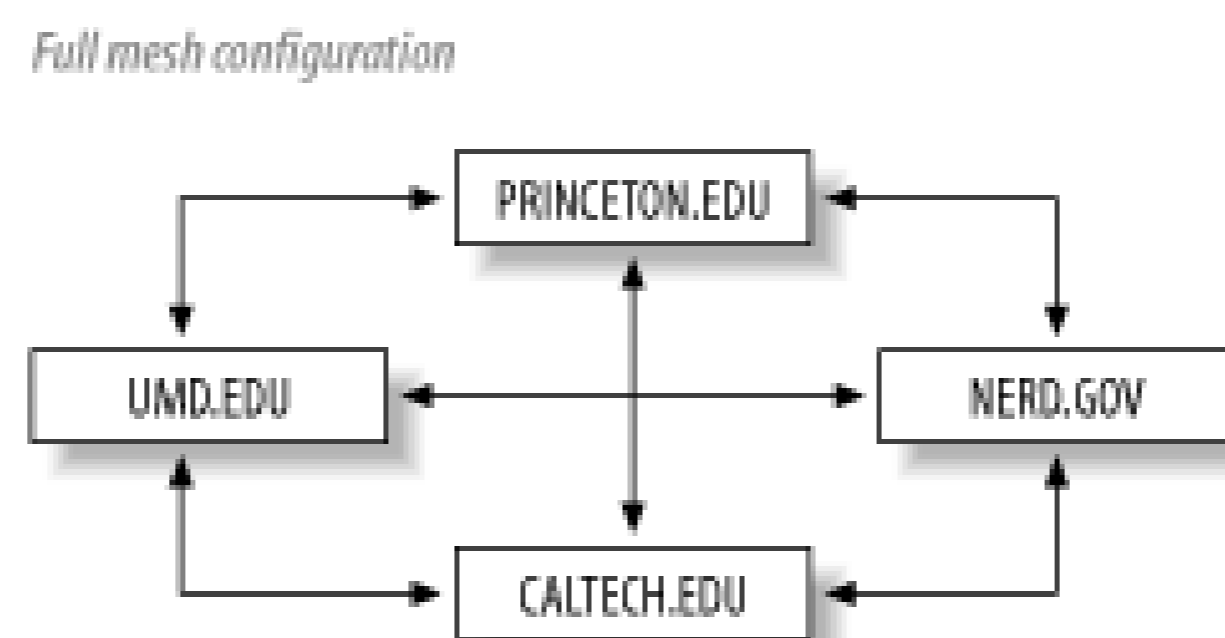 Full mesh configuration
PRINCETON.EDU
UMD.EDU
NERD.GOV
CALTECH.EDU